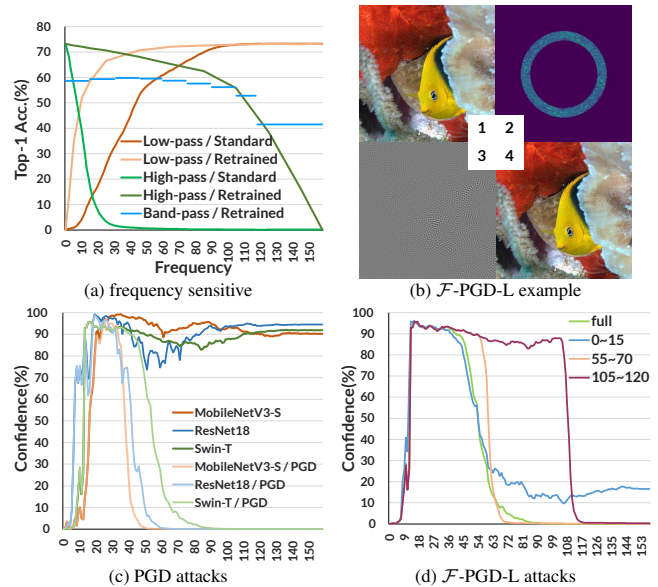 80
70
60
50
40
30
20
10
0
Top-1 Acc.(%)
Low-pass / Standard
Low-pass / Retrained
High-pass / Standard
High-pass / Retrained
Band-pass / Retrained
0 10 20 30 40 50 60 70 80 90 100 110 120 130 140 150
Frequency
(a) frequency sensitive
1 2
3 4
(b) F-PGD-L example
100
90
80
70
60
50
40
30
20
10
0
Confidence(%)
MobileNetV3-S
ResNet18
Swin-T
MobileNetV3-S / PGD
ResNet18 / PGD
Swin-T / PGD
0 10 20 30 40 50 60 70 80 90 100 110 120 130 140 150
(c) PGD attacks
100
90
80
70
60
50
40
30
20
10
0
Confidence(%)
full
0~15
55~70
105~120
0 9 18 27 36 45 54 63 72 81 90 99 108 117 126 135 144 153
(d) F-PGD-L attacks